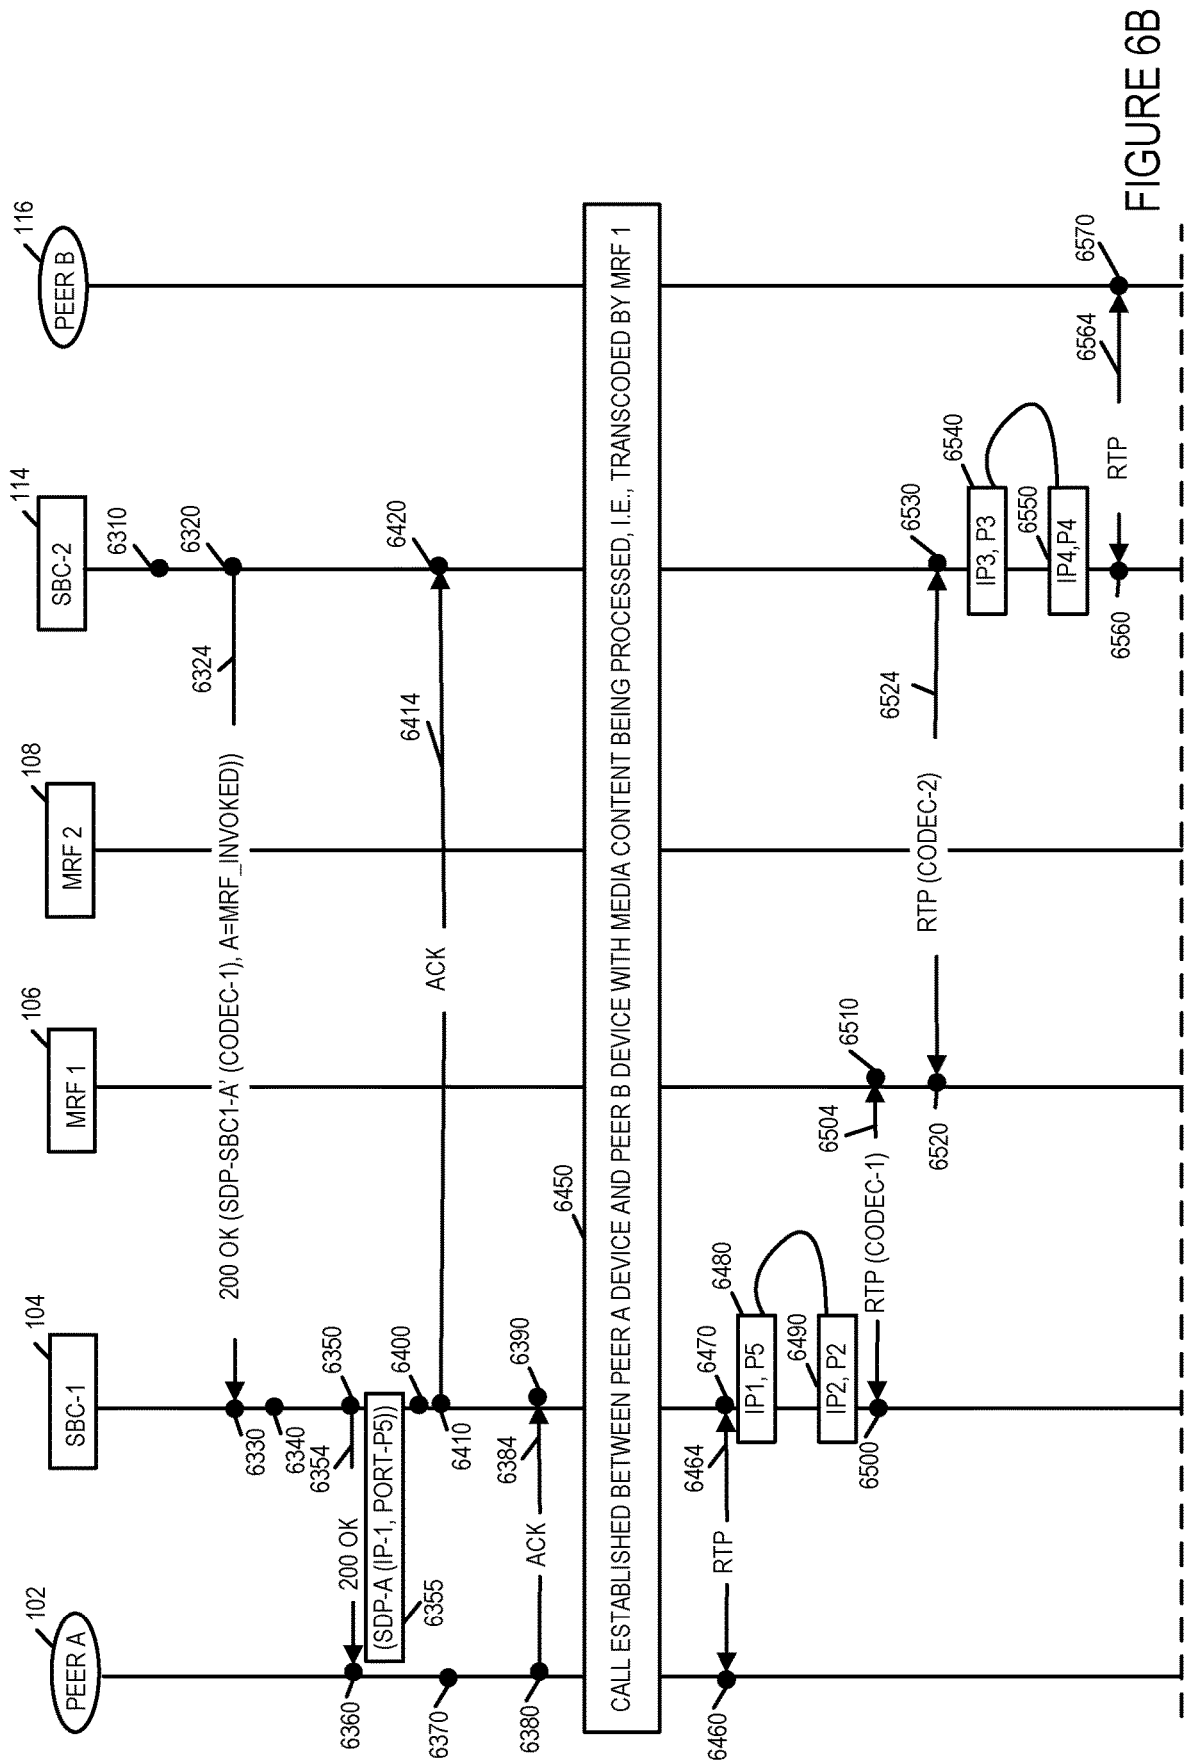 102
PEER A
104
SBC-1
106
MRF 1
108
MRF 2
114
SBC-2
116
PEER B
6310
6320
6324
200 OK (SDP-SBC1-A' (CODEC-1), A=MRF_INVOKED))
6330
6340
6350
6354
200 OK
6360
(SDP-A (IP-1, PORT-P5))
6355
6370
6400
6410
ACK
6414
6420
6380
ACK
6384
6390
6450
CALL ESTABLISHED BETWEEN PEER A DEVICE AND PEER B DEVICE WITH MEDIA CONTENT BEING PROCESSED, I.E., TRANSCODED BY MRF 1
6460
RTP
6464
6470
IP1, P5
6480
IP2, P2
6490
6500
RTP (CODEC-1)
6504
6510
6520
RTP (CODEC-2)
6524
6530
IP3, P3
6540
IP4,P4
6550
6560
RTP
6564
6570
FIGURE 6B